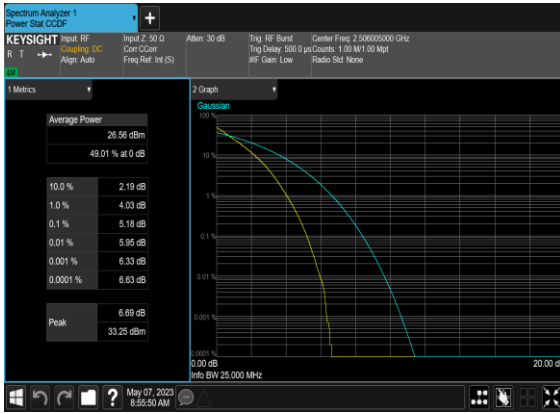 Spectrum Analyzer 1
Power Stat CCDF
KEYSIGHT
R T
Input: RF
Coupling: DC
Align: Auto
Input Z: 50 Ω
Corr CCorr
Freq Ref: Int (S)
Atten: 30 dB
Trig: RF Burst
Trig Delay: 500.0 µs
#IF Gain: Low
Center Freq: 2.506005000 GHz
Counts: 1.00 M/1.00 Mpt
Radio Std: None
1 Metrics
Average Power
26.56 dBm
49.01 % at 0 dB
10.0 % 2.19 dB
1.0 % 4.03 dB
0.1 % 5.18 dB
0.01 % 5.95 dB
0.001 % 6.33 dB
0.0001 % 6.63 dB
Peak
6.69 dB
33.25 dBm
2 Graph
Gaussian
100 %
10 %
1 %
0.1 %
0.01 %
0.001 %
0.0001 %
0.00 dB
20.00 d
Info BW 25.000 MHz
?
May 07, 2023
8:55:50 AM